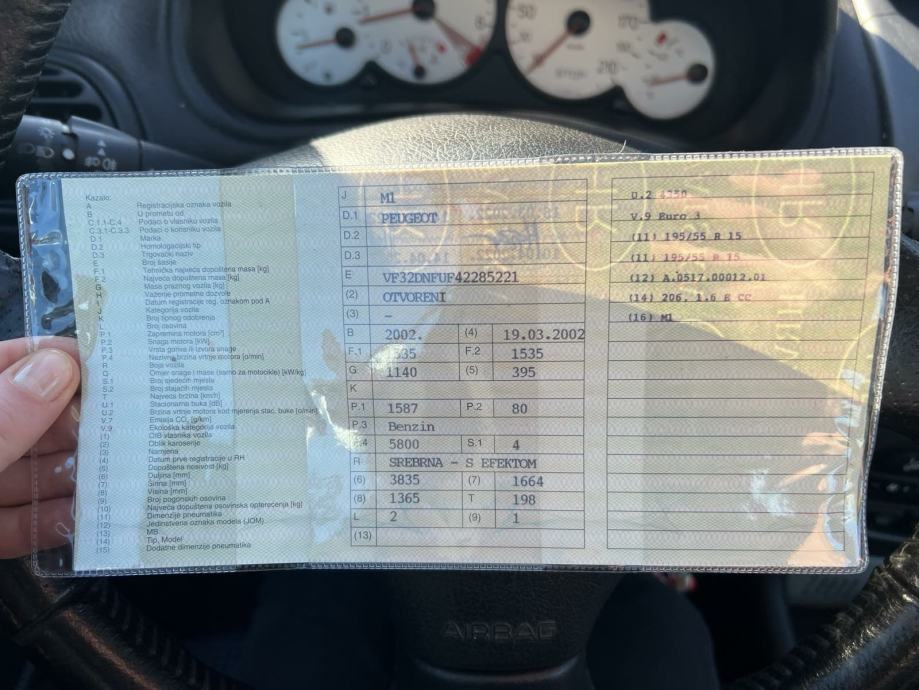 Kazalo:
A Registracijska oznaka vozila
B U prometu od
C.1.1-C.4 Podaci o vlasniku vozila
C.3.1-C.3.3 Podaci o korisniku vozila
D.1 Marka
D.2 Homologacijski tip
D.3 Trgovački naziv
E Broj šasije
F.1 Tehnička najveća dopuštena masa [kg]
F.2 Najveća dopuštena masa [kg]
G Masa praznog vozila [kg]
H Važenje prometne dozvole
Datum registracije reg. oznakom pod A
J Kategorija vozila
K Broj tipnog odobrenja
L Broj osovina
P.1 Zapremina motora [cm³]
P.2 Snaga motora [kW]
P.3 Vrsta goriva ili izvora snage
P.4 Nazivna brzina vrtnje motora [o/min]
R Boja vozila
Q Omjer snage i mase (samo za motocikle) [kW/kg]
S.1 Broj sjedećih mjesta
S.2 Broj stajaćih mjesta
T Najveća brzina [km/h]
U.1 Stacionarna buka [dB]
U.2 Brzina vrtnje motora kod mjerenja stac. buke [o/min]
V.7 Emisija CO₂ [g/km]
V.9 Ekološka kategorija vozila
(1) OIB vlasnika vozila
(2) Oblik karoserije
(3) Namjena
(4) Datum prve registracije u RH
(5) Dopuštena nosivost [kg]
(6) Duljina [mm]
(7) Širina [mm]
(8) Visina [mm]
(9) Broj pogonskih osovina
(10) Najveća dopuštena osovinska opterećenja [kg]
(11) Dimenzije pneumatika
(12) Jedinstvena oznaka modela (JOM)
(13) MB
(14) Tip, Model
(15) Dodatne dimenzije pneumatika
J M1
D.1 PEUGEOT
D.2
D.3
E VF32DNFUF42285221
(2) OTVORENI
(3) –
B 2002. (4) 19.03.2002
F.1 1535 F.2 1535
G 1140 (5) 395
K
P.1 1587 P.2 80
P.3 Benzin
P.4 5800 S.1 4
R SREBRNA - S EFEKTOM
(6) 3835 (7) 1664
(8) 1365 T 198
L 2 (9) 1
(13)
V.9 Euro 3
(11) 195/55 R 15
(11) 195/55 R 15
(12) A.0517.00012.01
(14) 206, 1.6 E CC
(16) M1
AIRBAG